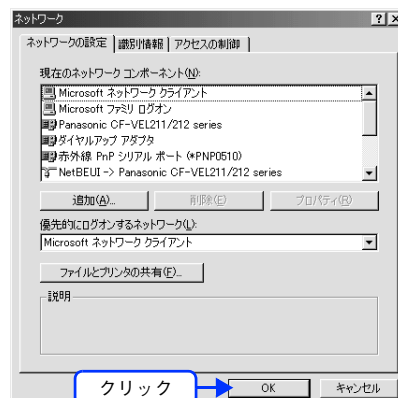 ネットワーク
ネットワークの設定 識別情報 アクセスの制御
現在のネットワーク コンポーネント(N):
Microsoft ネットワーク クライアント
Microsoft ファミリ ログオン
Panasonic CF-VEL211/212 series
ダイヤルアップ アダプタ
赤外線 PnP シリアル ポート (*PNP0510)
NetBEUI -> Panasonic CF-VEL211/212 series
追加(A)... 削除(E) プロパティ(R)
優先的にログオンするネットワーク(L):
Microsoft ネットワーク クライアント
ファイルとプリンタの共有(F)...
説明
クリック OK キャンセル